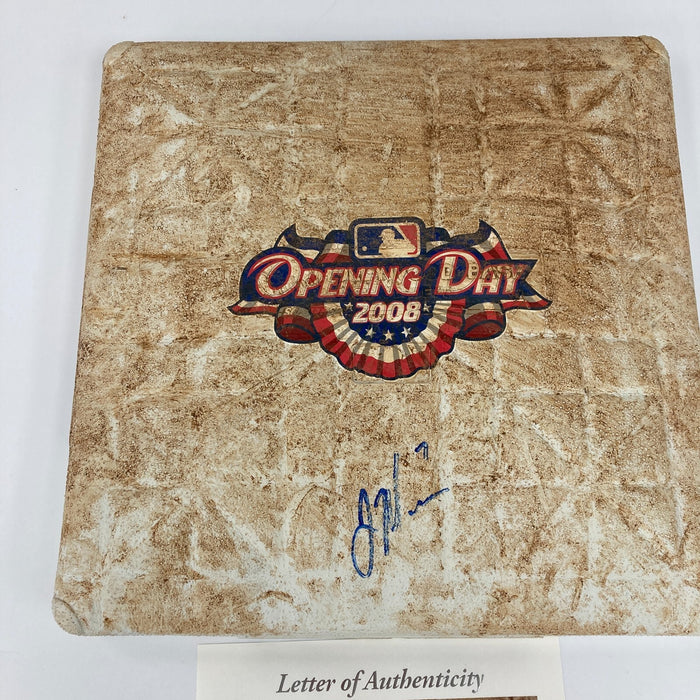 OPENING DAY
2008
Letter of Authenticity